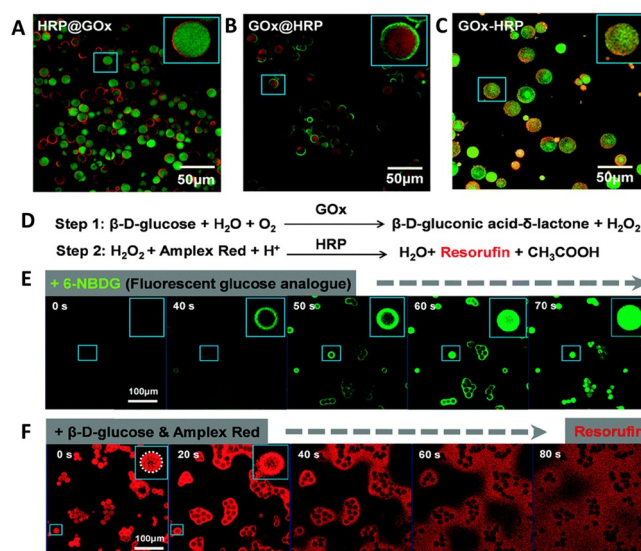 A HRP@GOx
50μm
B GOx@HRP
50μm
C GOx-HRP
50μm
D Step 1: β-D-glucose + H₂O + O₂ GOx β-D-gluconic acid-δ-lactone + H₂O₂
Step 2: H₂O₂ + Amplex Red + H⁺ HRP H₂O+ Resorufin + CH₃COOH
E + 6-NBDG (Fluorescent glucose analogue)
0 s 40 s 50 s 60 s 70 s
100μm
F + β-D-glucose & Amplex Red Resorufin
0 s 20 s 40 s 60 s 80 s
100μm